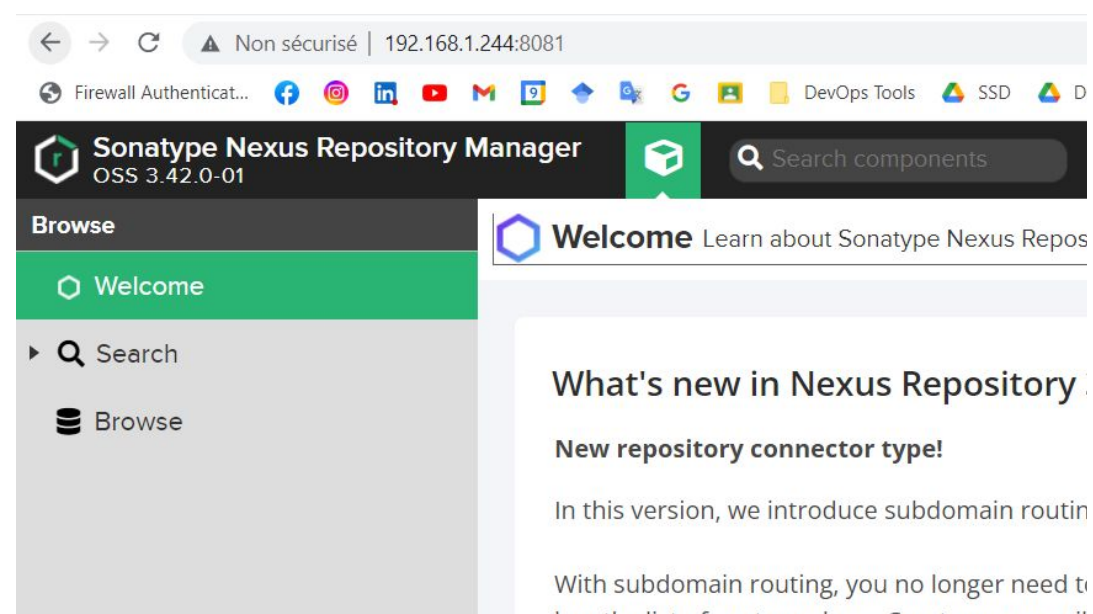 Non sécurisé | 192.168.1.244:8081
Firewall Authenticat... DevOps Tools SSD D
Sonatype Nexus Repository Manager
OSS 3.42.0-01
Search components
Browse
Welcome Learn about Sonatype Nexus Repos
Welcome
Search
Browse
What's new in Nexus Repository
New repository connector type!
In this version, we introduce subdomain routin
With subdomain routing, you no longer need t